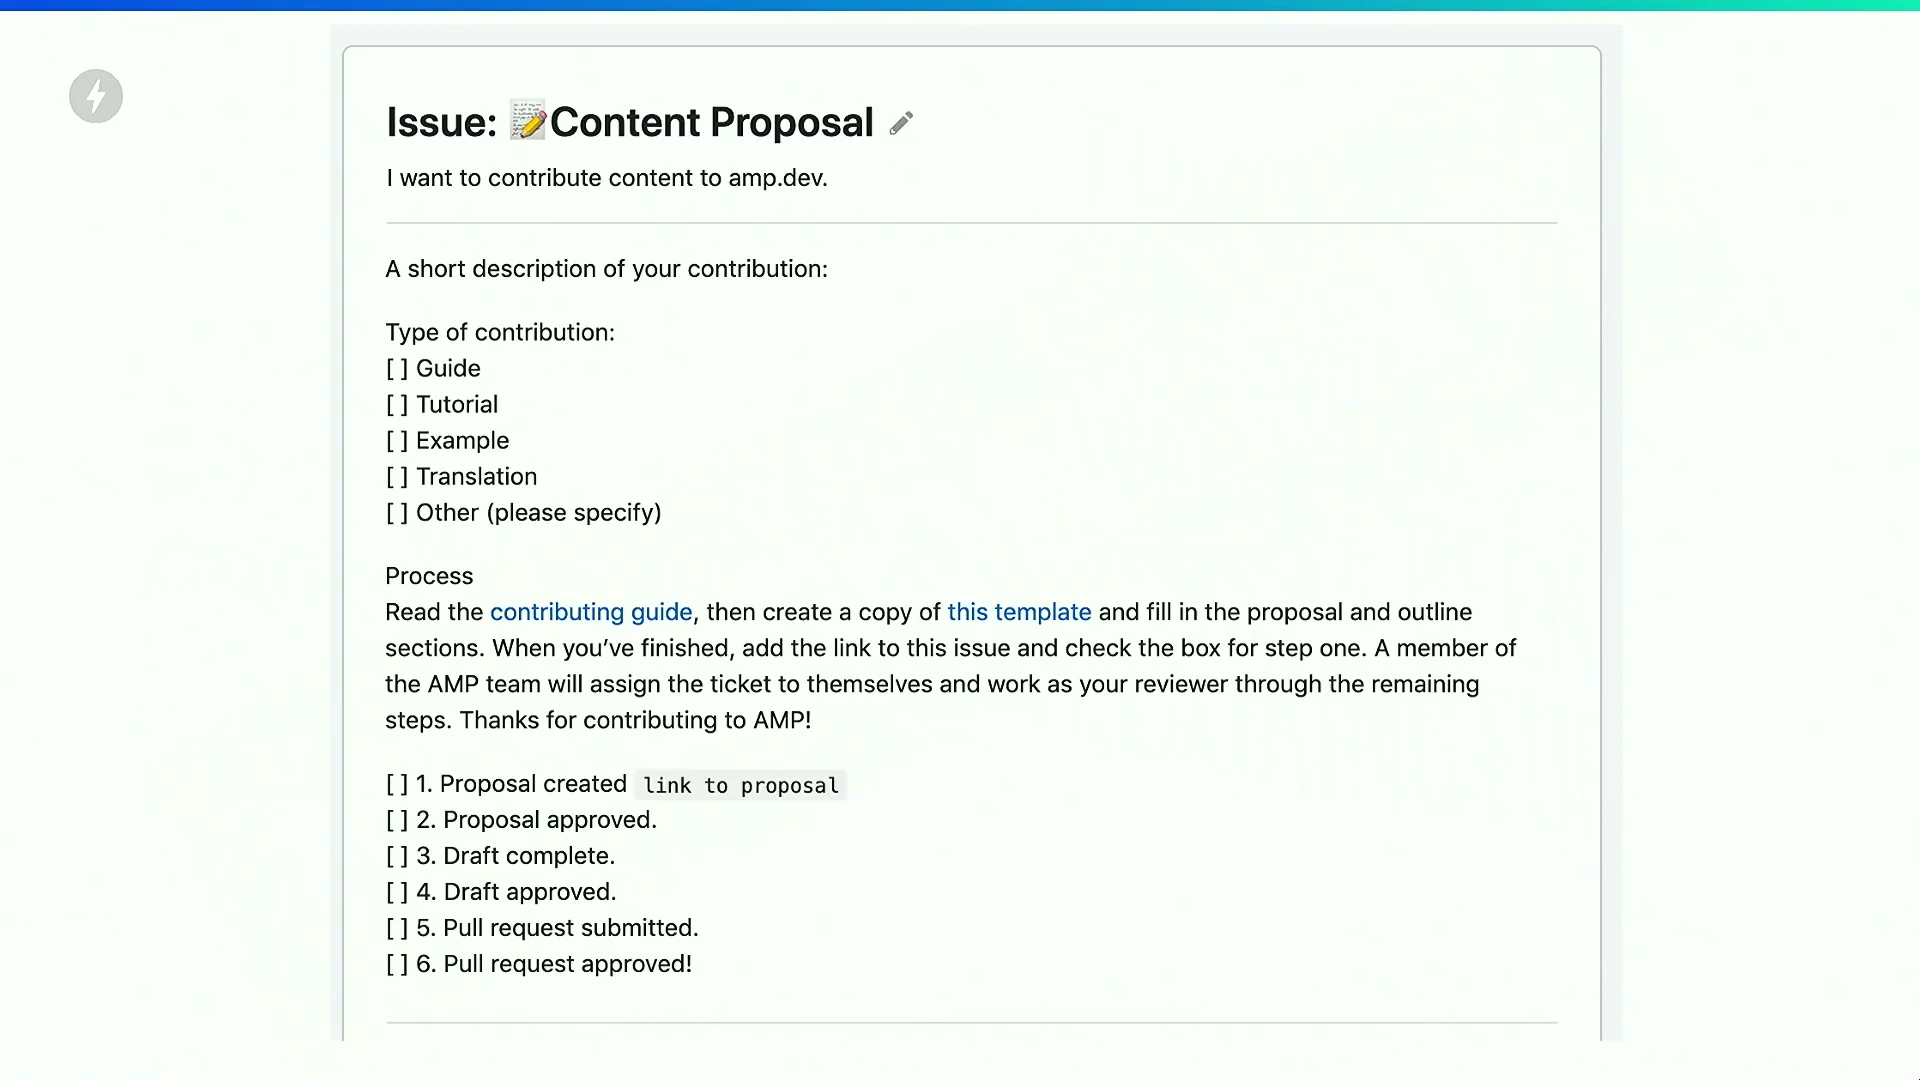 Issue: 📝Content Proposal
I want to contribute content to amp.dev.
A short description of your contribution:
Type of contribution:
[ ] Guide
[ ] Tutorial
[ ] Example
[ ] Translation
[ ] Other (please specify)
Process
Read the contributing guide, then create a copy of this template and fill in the proposal and outline
sections. When you’ve finished, add the link to this issue and check the box for step one. A member of
the AMP team will assign the ticket to themselves and work as your reviewer through the remaining
steps. Thanks for contributing to AMP!
[ ] 1. Proposal created link to proposal
[ ] 2. Proposal approved.
[ ] 3. Draft complete.
[ ] 4. Draft approved.
[ ] 5. Pull request submitted.
[ ] 6. Pull request approved!